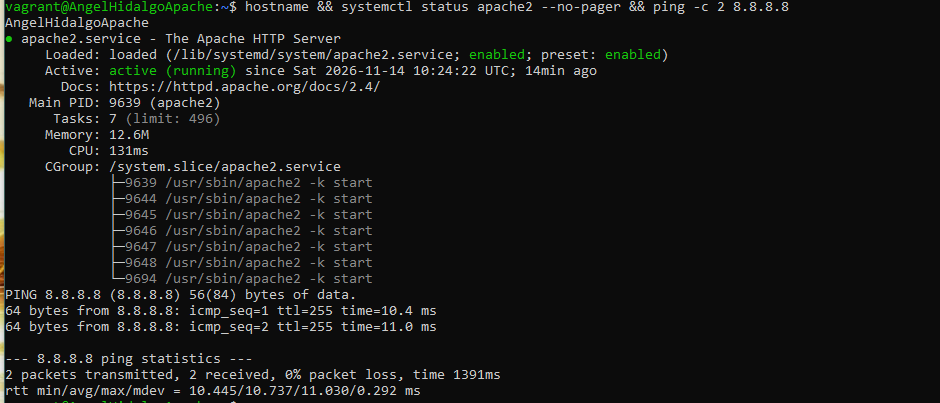 vagrant@AngelHidalgoApache:~$ hostname && systemctl status apache2 --no-pager && ping -c 2 8.8.8.8
AngelHidalgoApache
● apache2.service - The Apache HTTP Server
     Loaded: loaded (/lib/systemd/system/apache2.service; enabled; preset: enabled)
     Active: active (running) since Sat 2026-11-14 10:24:22 UTC; 14min ago
       Docs: https://httpd.apache.org/docs/2.4/
   Main PID: 9639 (apache2)
      Tasks: 7 (limit: 496)
     Memory: 12.6M
        CPU: 131ms
     CGroup: /system.slice/apache2.service
             ├─9639 /usr/sbin/apache2 -k start
             ├─9644 /usr/sbin/apache2 -k start
             ├─9645 /usr/sbin/apache2 -k start
             ├─9646 /usr/sbin/apache2 -k start
             ├─9647 /usr/sbin/apache2 -k start
             ├─9648 /usr/sbin/apache2 -k start
             └─9694 /usr/sbin/apache2 -k start
PING 8.8.8.8 (8.8.8.8) 56(84) bytes of data.
64 bytes from 8.8.8.8: icmp_seq=1 ttl=255 time=10.4 ms
64 bytes from 8.8.8.8: icmp_seq=2 ttl=255 time=11.0 ms

--- 8.8.8.8 ping statistics ---
2 packets transmitted, 2 received, 0% packet loss, time 1391ms
rtt min/avg/max/mdev = 10.445/10.737/11.030/0.292 ms